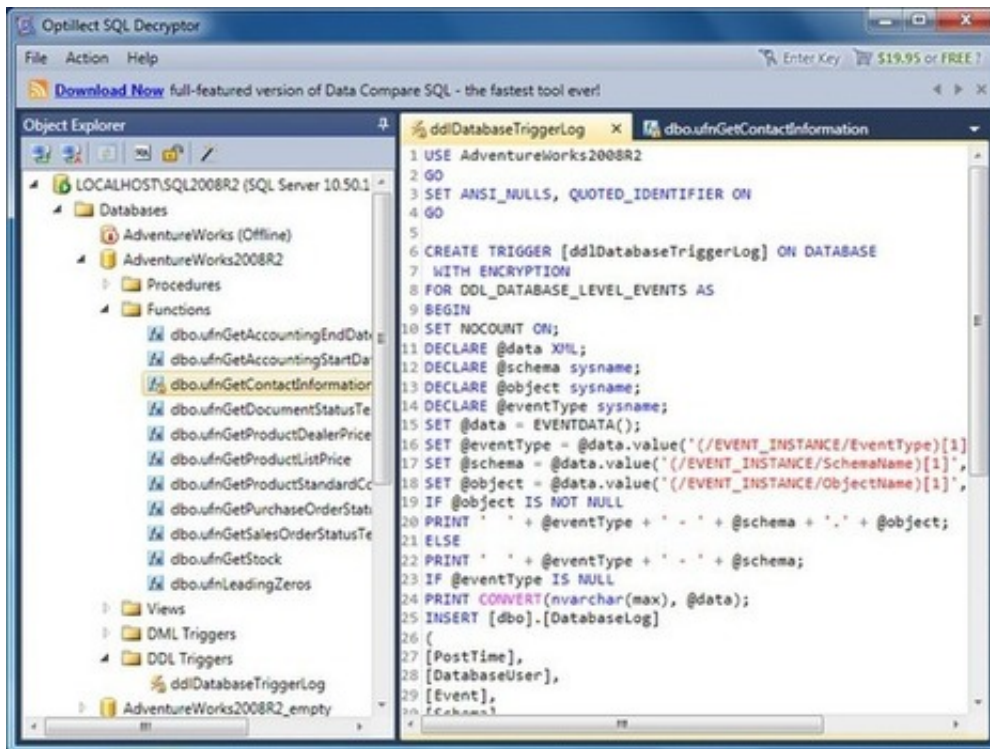 Optillect SQL Decryptor
File Action Help
Enter Key $19.95 or FREE ?
Download Now full-featured version of Data Compare SQL - the fastest tool ever!
Object Explorer
LOCALHOST\SQL2008R2 (SQL Server 10.50.1
Databases
AdventureWorks (Offline)
AdventureWorks2008R2
Procedures
Functions
dbo.ufnGetAccountingEndDate
dbo.ufnGetAccountingStartDa
dbo.ufnGetContactInformation
dbo.ufnGetDocumentStatusTe
dbo.ufnGetProductDealerPrice
dbo.ufnGetProductListPrice
dbo.ufnGetProductStandardCo
dbo.ufnGetPurchaseOrderStat
dbo.ufnGetSalesOrderStatusTe
dbo.ufnGetStock
dbo.ufnLeadingZeros
Views
DML Triggers
DDL Triggers
ddlDatabaseTriggerLog
AdventureWorks2008R2_empty
ddlDatabaseTriggerLog dbo.ufnGetContactInformation
1 USE AdventureWorks2008R2
2 GO
3 SET ANSI_NULLS, QUOTED_IDENTIFIER ON
4 GO
5
6 CREATE TRIGGER [ddlDatabaseTriggerLog] ON DATABASE
7 WITH ENCRYPTION
8 FOR DDL_DATABASE_LEVEL_EVENTS AS
9 BEGIN
10 SET NOCOUNT ON;
11 DECLARE @data XML;
12 DECLARE @schema sysname;
13 DECLARE @object sysname;
14 DECLARE @eventType sysname;
15 SET @data = EVENTDATA();
16 SET @eventType = @data.value('(/EVENT_INSTANCE/EventType)[1]
17 SET @schema = @data.value('(/EVENT_INSTANCE/SchemaName)[1]',
18 SET @object = @data.value('(/EVENT_INSTANCE/ObjectName)[1]',
19 IF @object IS NOT NULL
20 PRINT '  ' + @eventType + ' - ' + @schema + '.' + @object;
21 ELSE
22 PRINT '  ' + @eventType + ' - ' + @schema;
23 IF @eventType IS NULL
24 PRINT CONVERT(nvarchar(max), @data);
25 INSERT [dbo].[DatabaseLog]
26 (
27 [PostTime],
28 [DatabaseUser],
29 [Event],